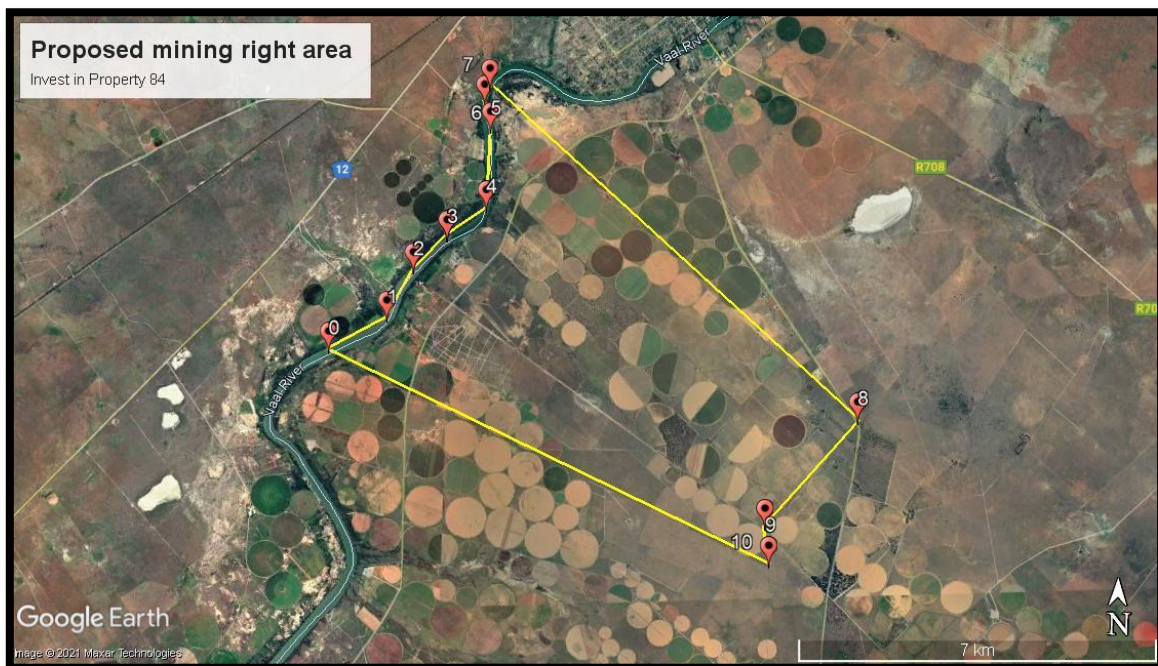 Proposed mining right area
Invest in Property 84
Vaal-River
7
6
5
12
R708
4
3
2
1
0
R70
Vaal-River
8
9
10
Google Earth
N
Image © 2021 Maxar Technologies
7 km